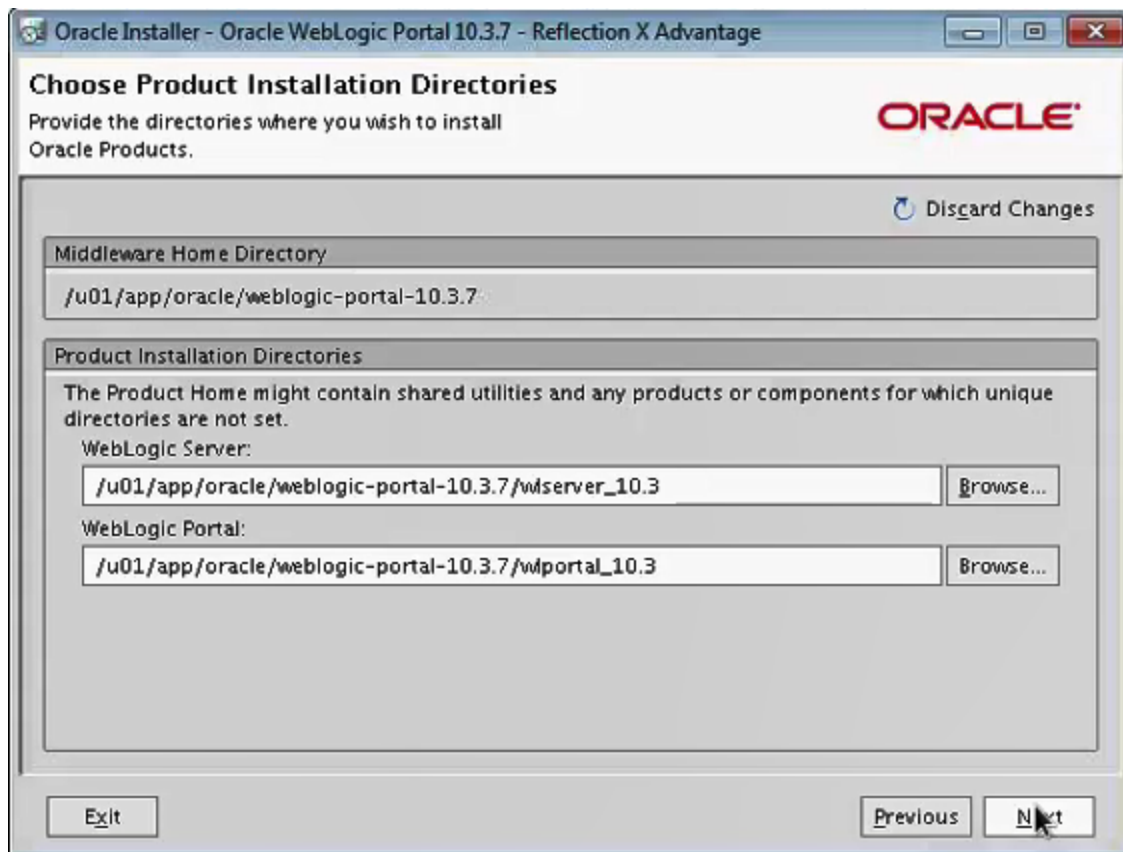 Oracle Installer - Oracle WebLogic Portal 10.3.7 - Reflection X Advantage
Choose Product Installation Directories
Provide the directories where you wish to install
Oracle Products.
ORACLE
Discard Changes
Middleware Home Directory
/u01/app/oracle/weblogic-portal-10.3.7
Product Installation Directories
The Product Home might contain shared utilities and any products or components for which unique
directories are not set.
WebLogic Server:
/u01/app/oracle/weblogic-portal-10.3.7/wlserver_10.3
Browse...
WebLogic Portal:
/u01/app/oracle/weblogic-portal-10.3.7/wlportal_10.3
Browse...
Exit
Previous
Next